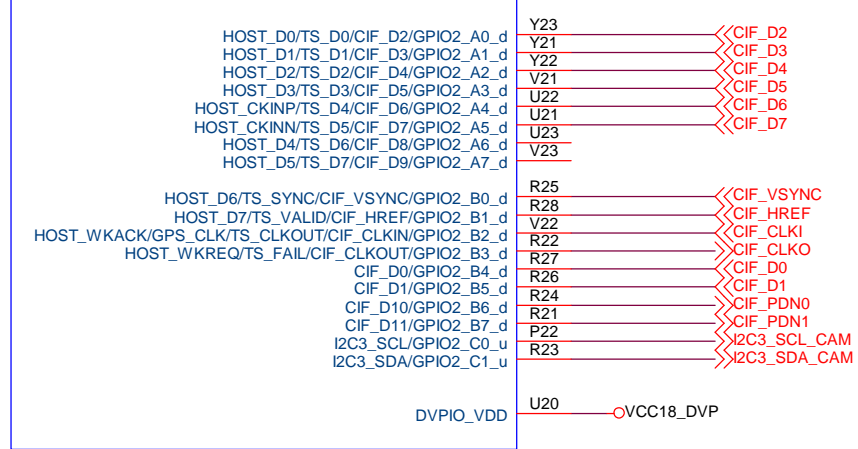 HOST_D0/TS_D0/CIF_D2/GPIO2_A0_d Y23 CIF_D2
HOST_D1/TS_D1/CIF_D3/GPIO2_A1_d Y21 CIF_D3
HOST_D2/TS_D2/CIF_D4/GPIO2_A2_d Y22 CIF_D4
HOST_D3/TS_D3/CIF_D5/GPIO2_A3_d V21 CIF_D5
HOST_CKINP/TS_D4/CIF_D6/GPIO2_A4_d U22 CIF_D6
HOST_CKINN/TS_D5/CIF_D7/GPIO2_A5_d U21 CIF_D7
HOST_D4/TS_D6/CIF_D8/GPIO2_A6_d U23
HOST_D5/TS_D7/CIF_D9/GPIO2_A7_d V23
HOST_D6/TS_SYNC/CIF_VSYNC/GPIO2_B0_d R25 CIF_VSYNC
HOST_D7/TS_VALID/CIF_HREF/GPIO2_B1_d R28 CIF_HREF
HOST_WKACK/GPS_CLK/TS_CLKOUT/CIF_CLKIN/GPIO2_B2_d V22 CIF_CLKI
HOST_WKREQ/TS_FAIL/CIF_CLKOUT/GPIO2_B3_d R22 CIF_CLKO
CIF_D0/GPIO2_B4_d R27 CIF_D0
CIF_D1/GPIO2_B5_d R26 CIF_D1
CIF_D10/GPIO2_B6_d R24 CIF_PDN0
CIF_D11/GPIO2_B7_d R21 CIF_PDN1
I2C3_SCL/GPIO2_C0_u P22 I2C3_SCL_CAM
I2C3_SDA/GPIO2_C1_u R23 I2C3_SDA_CAM
DVPIO_VDD U20 VCC18_DVP